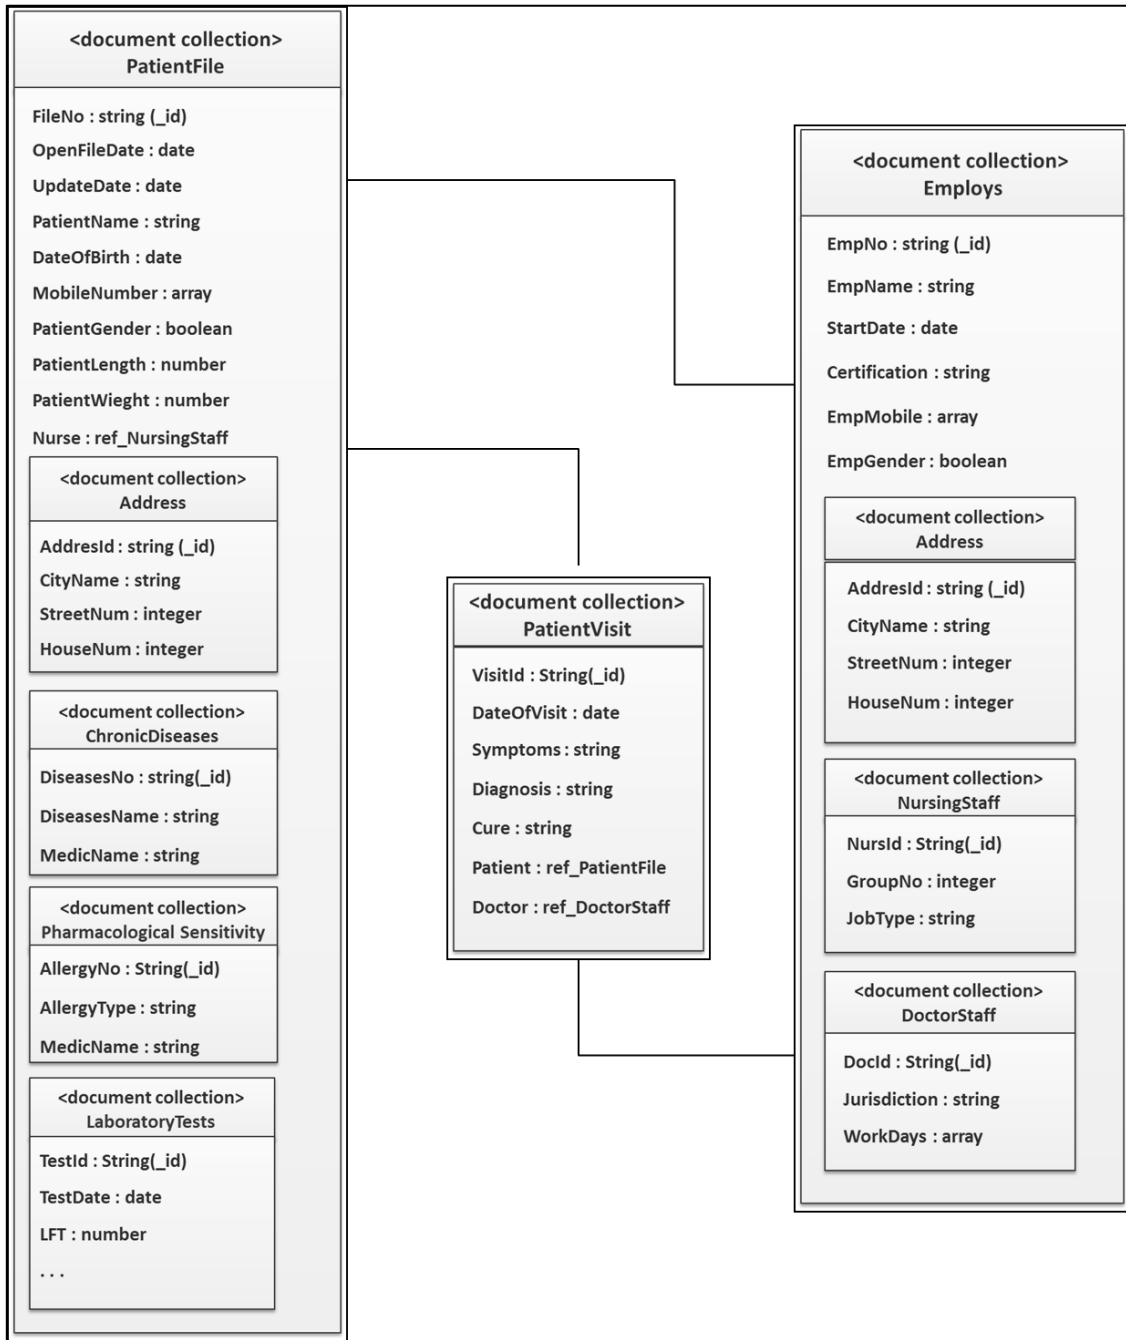 <document collection>
PatientFile
FileNo : string (_id)
OpenFileDate : date
UpdateDate : date
PatientName : string
DateOfBirth : date
MobileNumber : array
PatientGender : boolean
PatientLength : number
PatientWieght : number
Nurse : ref_NursingStaff
<document collection>
Address
AddresId : string (_id)
CityName : string
StreetNum : integer
HouseNum : integer
<document collection>
ChronicDiseases
DiseasesNo : string(_id)
DiseasesName : string
MedicName : string
<document collection>
Pharmacological Sensitivity
AllergyNo : String(_id)
AllergyType : string
MedicName : string
<document collection>
LaboratoryTests
TestId : String(_id)
TestDate : date
LFT : number
. . .
<document collection>
PatientVisit
VisitId : String(_id)
DateOfVisit : date
Symptoms : string
Diagnosis : string
Cure : string
Patient : ref_PatientFile
Doctor : ref_DoctorStaff
<document collection>
Employs
EmpNo : string (_id)
EmpName : string
StartDate : date
Certification : string
EmpMobile : array
EmpGender : boolean
<document collection>
Address
AddresId : string (_id)
CityName : string
StreetNum : integer
HouseNum : integer
<document collection>
NursingStaff
NursId : String(_id)
GroupNo : integer
JobType : string
<document collection>
DoctorStaff
DocId : String(_id)
Jurisdiction : string
WorkDays : array